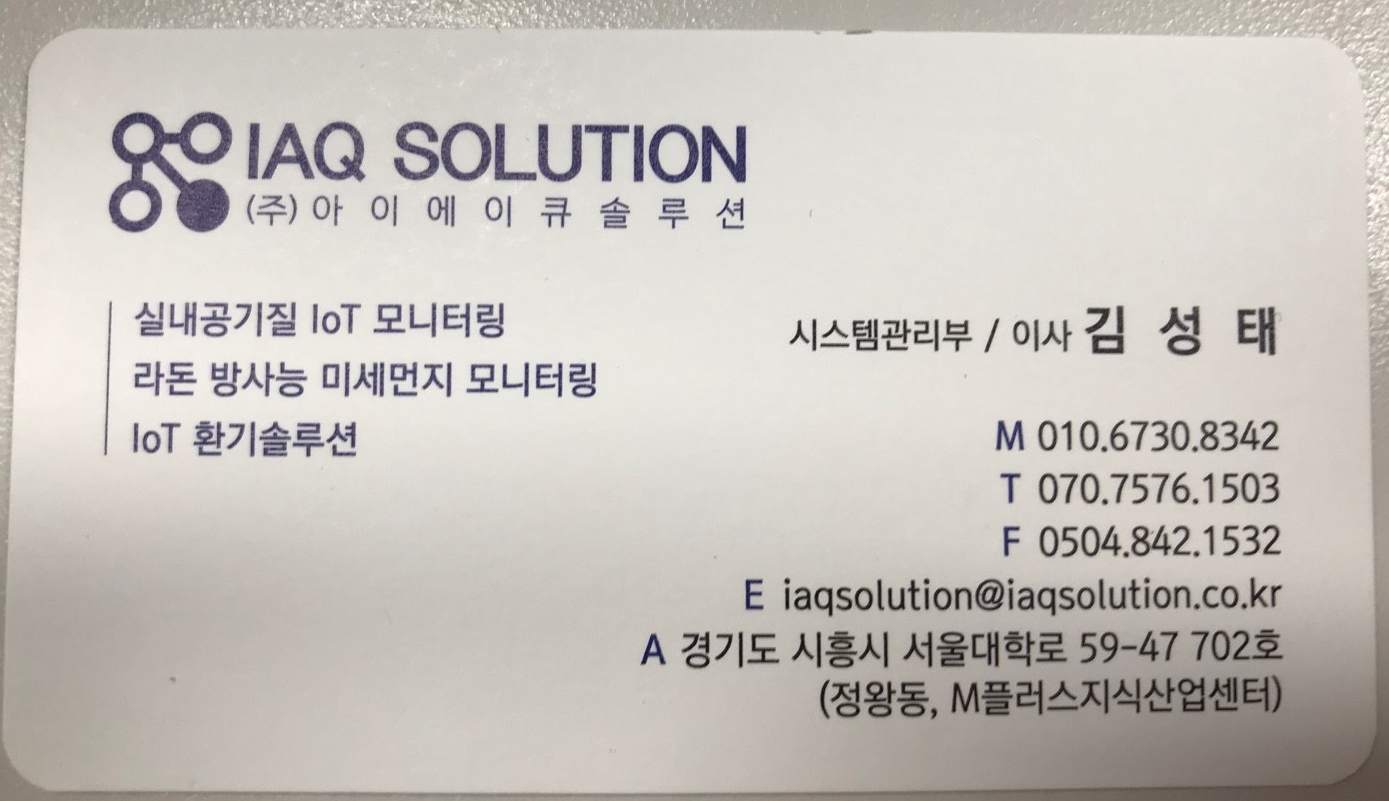 IAQ SOLUTION
(주)아이에이큐솔루션
실내공기질 IoT 모니터링
라돈 방사능 미세먼지 모니터링
IoT 환기솔루션
시스템관리부 / 이사 김 성 태
M 010.6730.8342
T 070.7576.1503
F 0504.842.1532
E iaqsolution@iaqsolution.co.kr
A 경기도 시흥시 서울대학로 59-47 702호
(정왕동, M플러스지식산업센터)